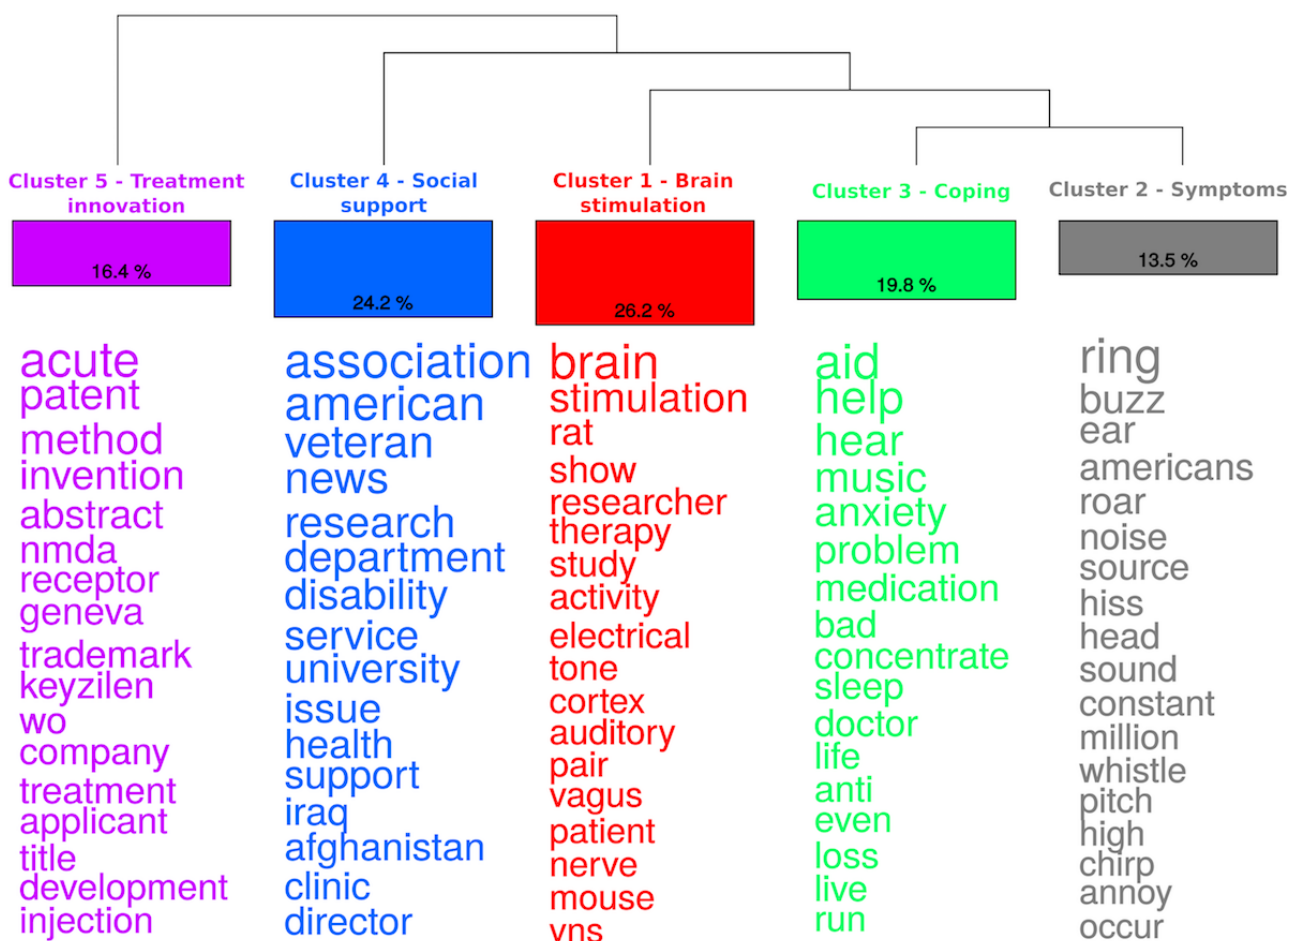 Cluster 5 - Treatment
innovation
16.4 %
acute
patent
method
invention
abstract
nmda
receptor
geneva
trademark
keyzilen
wo
company
treatment
applicant
title
development
injection
Cluster 4 - Social
support
24.2 %
association
american
veteran
news
research
department
disability
service
university
issue
health
support
iraq
afghanistan
clinic
director
Cluster 1 - Brain
stimulation
26.2 %
brain
stimulation
rat
show
researcher
therapy
study
activity
electrical
tone
cortex
auditory
pair
vagus
patient
nerve
mouse
vns
Cluster 3 - Coping
19.8 %
aid
help
hear
music
anxiety
problem
medication
bad
concentrate
sleep
doctor
life
anti
even
loss
live
run
Cluster 2 - Symptoms
13.5 %
ring
buzz
ear
americans
roar
noise
source
hiss
head
sound
constant
million
whistle
pitch
high
chirp
annoy
occur